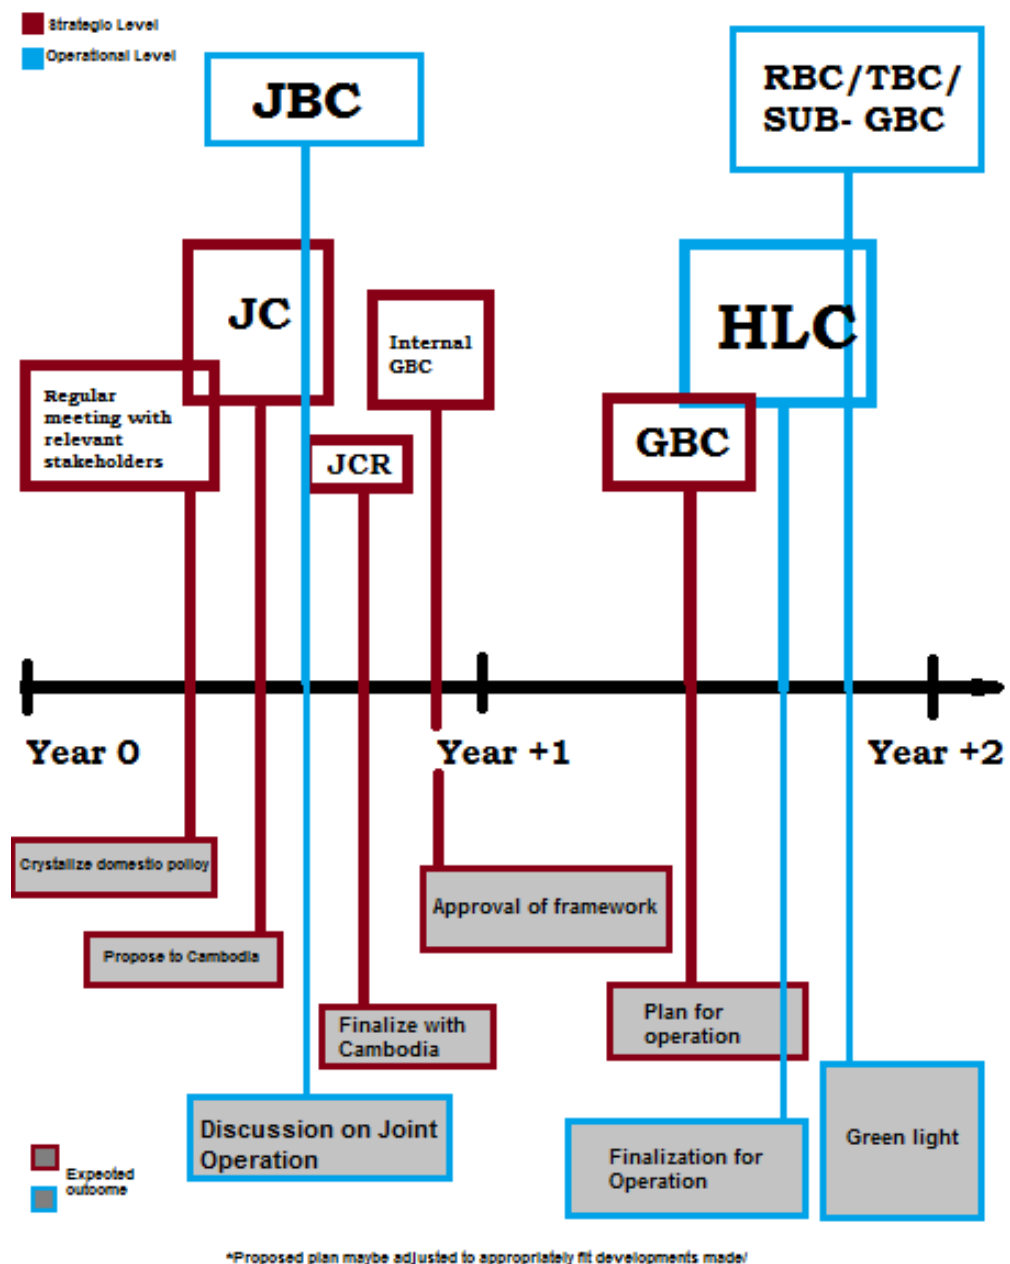 Strategic Level
Operational Level
JBC
RBC/TBC/
SUB- GBC
JC
HLC
Internal
GBC
Regular
meeting with
relevant
stakeholders
JCR
GBC
Year 0
Year +1
Year +2
Crystalize domestic policy
Approval of framework
Propose to Cambodia
Finalize with
Cambodia
Plan for
operation
Discussion on Joint
Operation
Finalization for
Operation
Green light
Expected
outcome
*Proposed plan maybe adjusted to appropriately fit developments made/